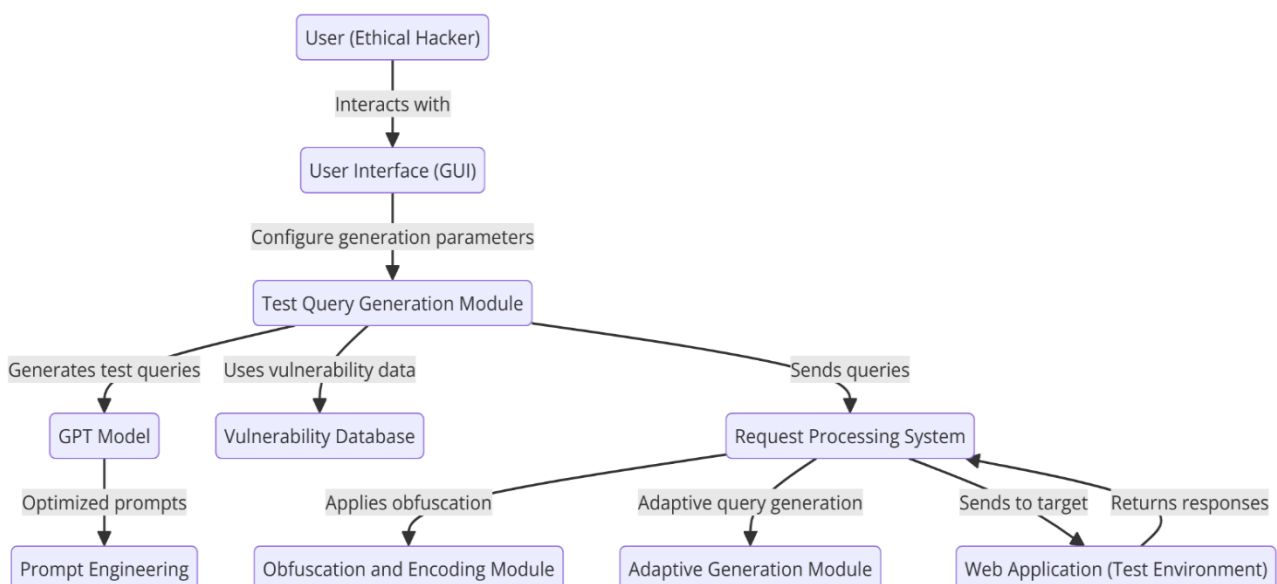 User (Ethical Hacker)
Interacts with
User Interface (GUI)
Configure generation parameters
Test Query Generation Module
Generates test queries
Uses vulnerability data
Sends queries
GPT Model
Vulnerability Database
Request Processing System
Optimized prompts
Applies obfuscation
Adaptive query generation
Sends to target
Returns responses
Prompt Engineering
Obfuscation and Encoding Module
Adaptive Generation Module
Web Application (Test Environment)